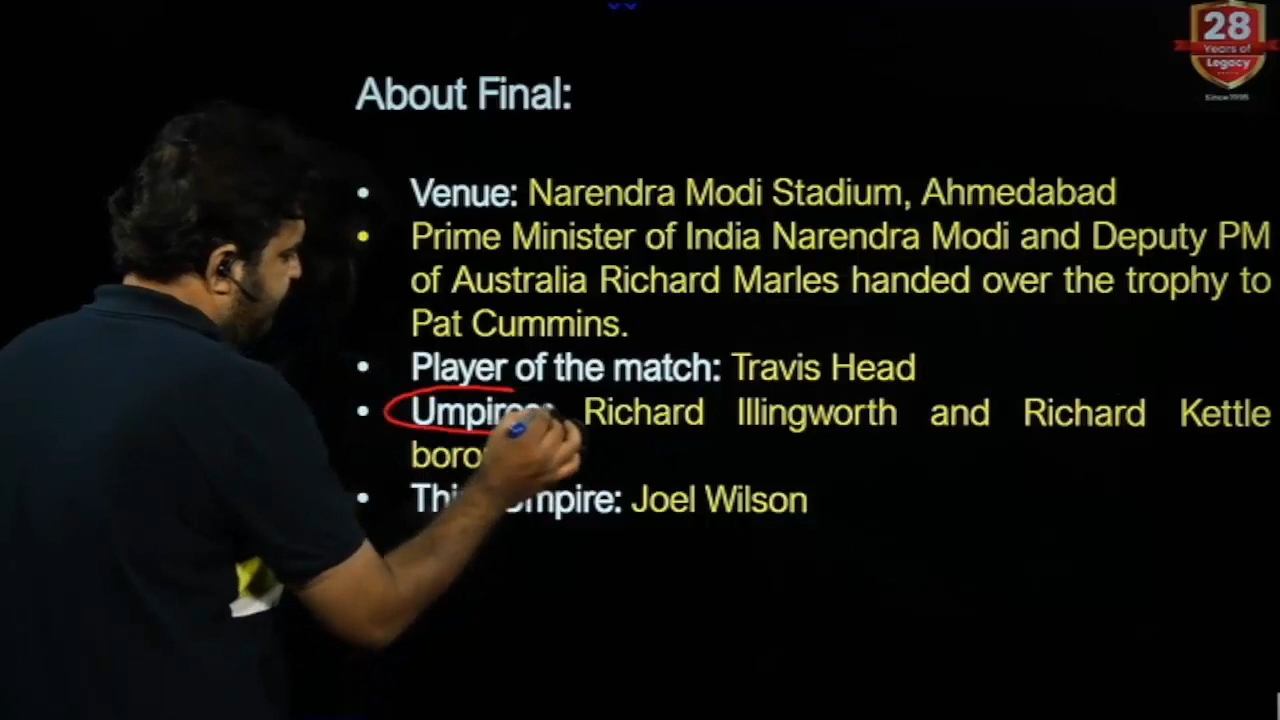 28
Years of
Legacy
Since 1995
About Final:
• Venue: Narendra Modi Stadium, Ahmedabad
• Prime Minister of India Narendra Modi and Deputy PM
of Australia Richard Marles handed over the trophy to
Pat Cummins.
• Player of the match: Travis Head
• Richard Illingworth and Richard Kettle
• Joel Wilson